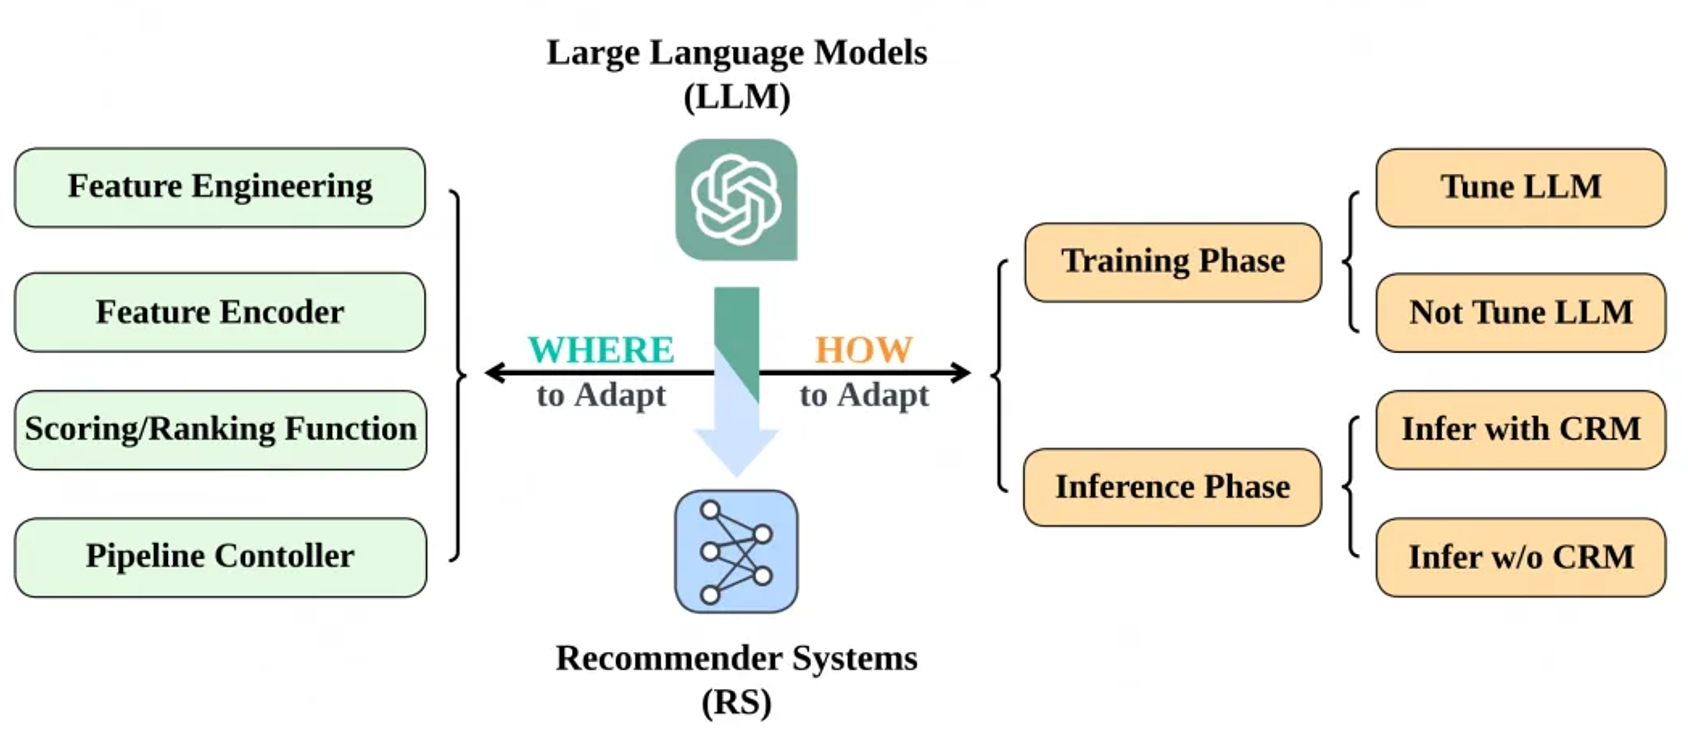 Large Language Models
(LLM)
Feature Engineering
Feature Encoder
Scoring/Ranking Function
Pipeline Contoller
WHERE
to Adapt
HOW
to Adapt
Training Phase
Inference Phase
Tune LLM
Not Tune LLM
Infer with CRM
Infer w/o CRM
Recommender Systems
(RS)